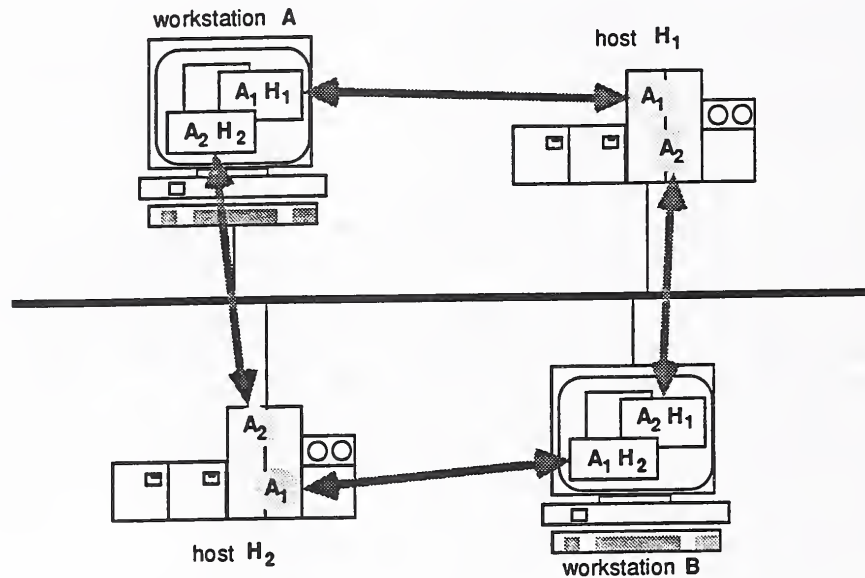 workstation A
host H₁
A₁ H₁
A₂ H₂
A₁
A₂
A₂
A₁
A₂ H₁
A₁ H₂
host H₂
workstation B